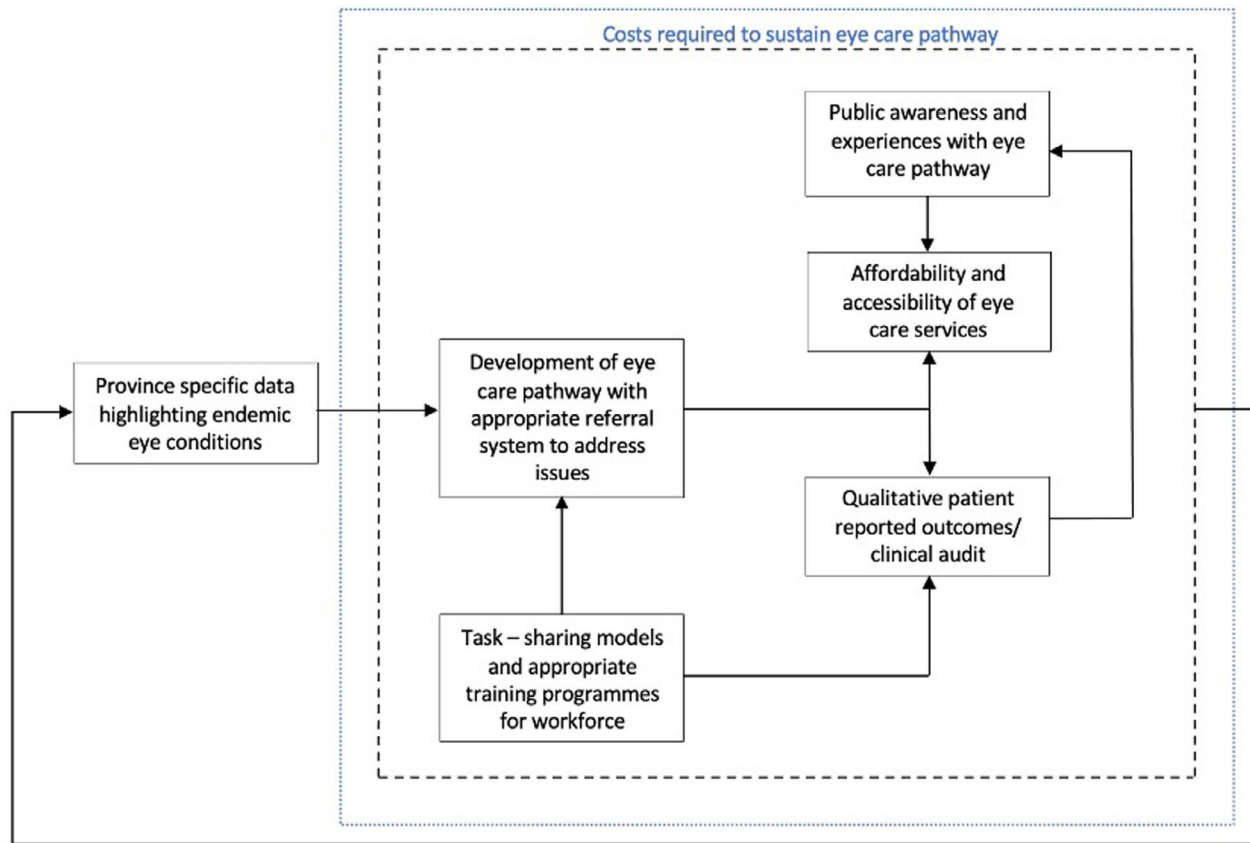 Costs required to sustain eye care pathway
Public awareness and
experiences with eye
care pathway
Affordability and
accessibility of eye
care services
Province specific data
highlighting endemic
eye conditions
Development of eye
care pathway with
appropriate referral
system to address
issues
Qualitative patient
reported outcomes/
clinical audit
Task – sharing models
and appropriate
training programmes
for workforce